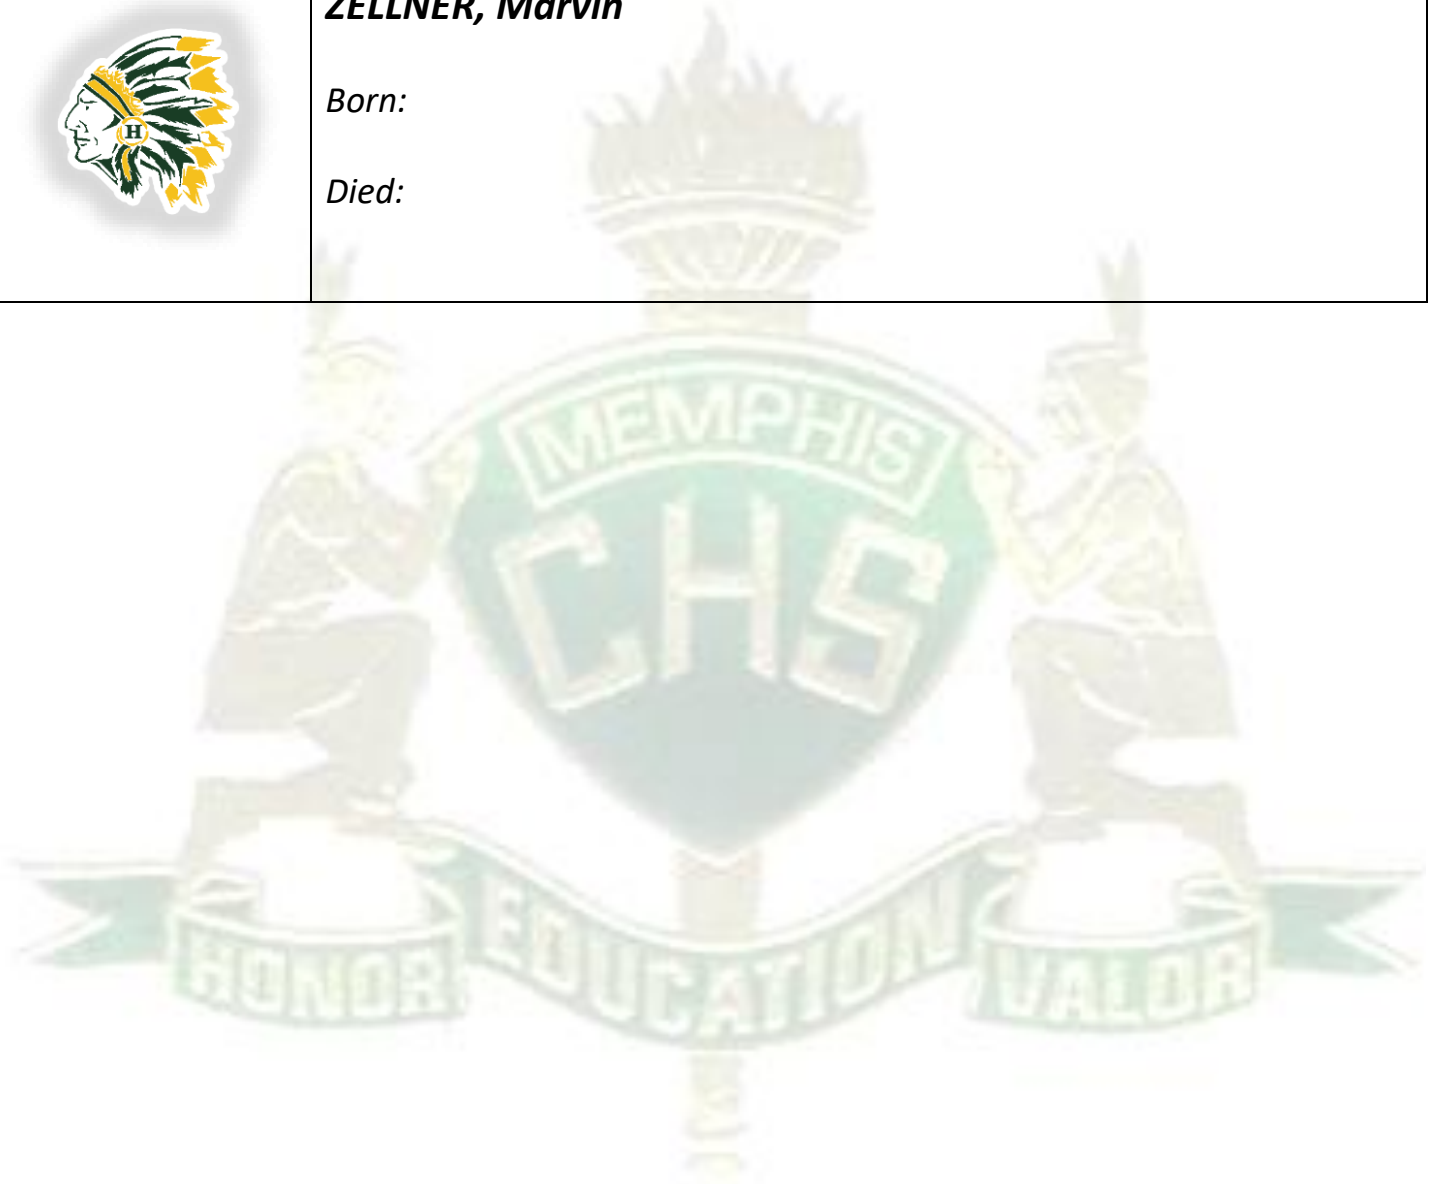 ZELLNER, Marvin
Born:
Died:
H
MEMPHIS
CHS
HONOR EDUCATION VALOR